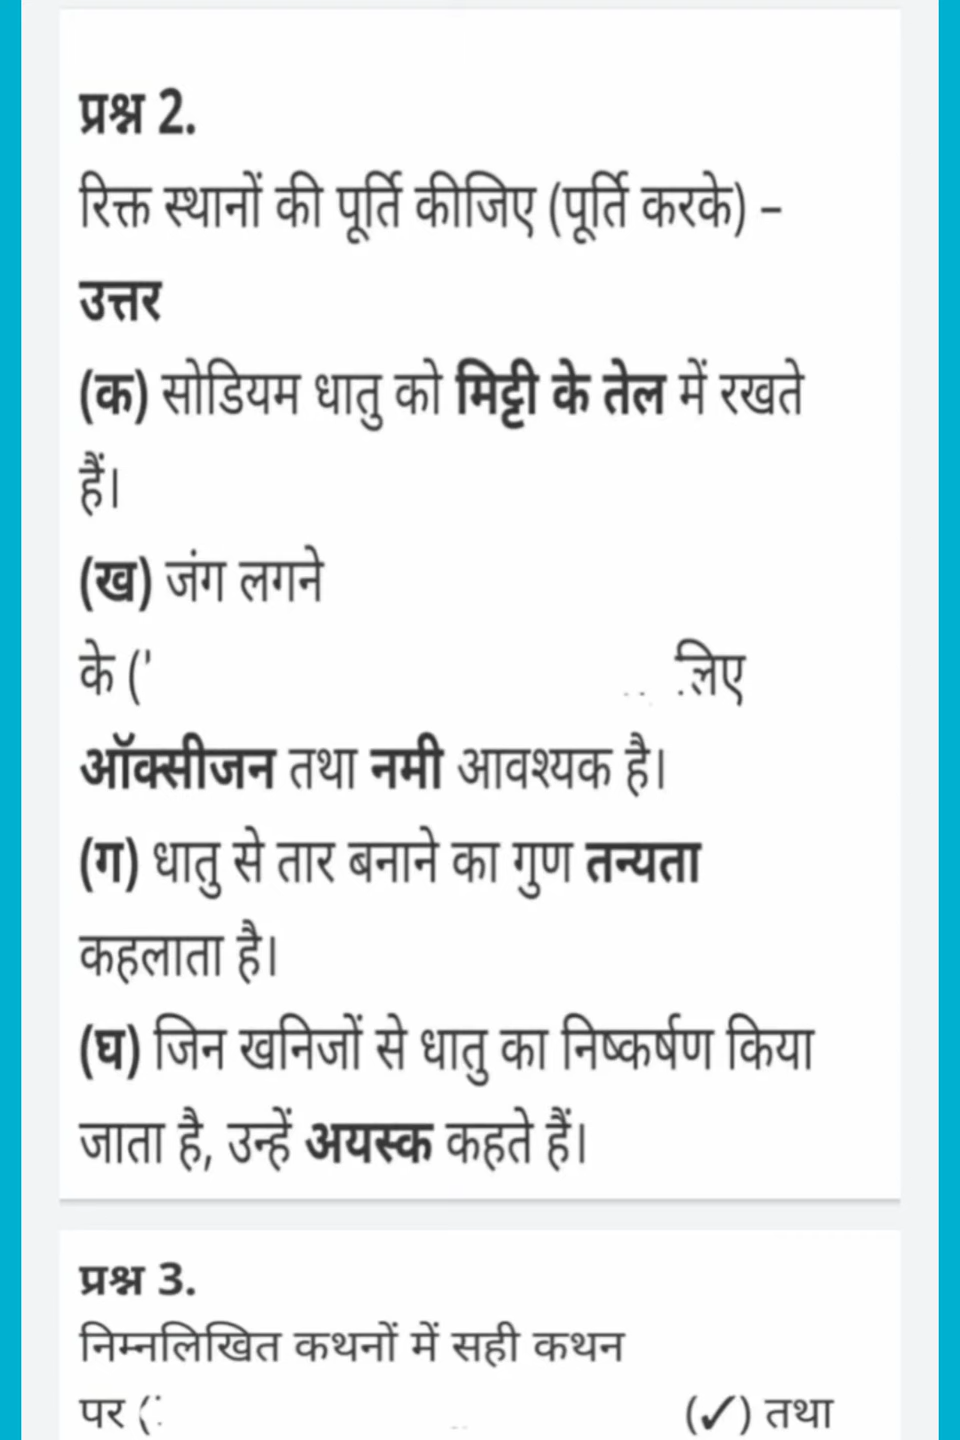 प्रश्न 2.
रिक्त स्थानों की पूर्ति कीजिए (पूर्ति करके) –
उत्तर
(क) सोडियम धातु को मिट्टी के तेल में रखते
हैं।
(ख) जंग लगने
के ( लिए
ऑक्सीजन तथा नमी आवश्यक है।
(ग) धातु से तार बनाने का गुण तन्यता
कहलाता है।
(घ) जिन खनिजों से धातु का निष्कर्षण किया
जाता है, उन्हें अयस्क कहते हैं।
प्रश्न 3.
निम्नलिखित कथनों में सही कथन
पर ( (✓) तथा